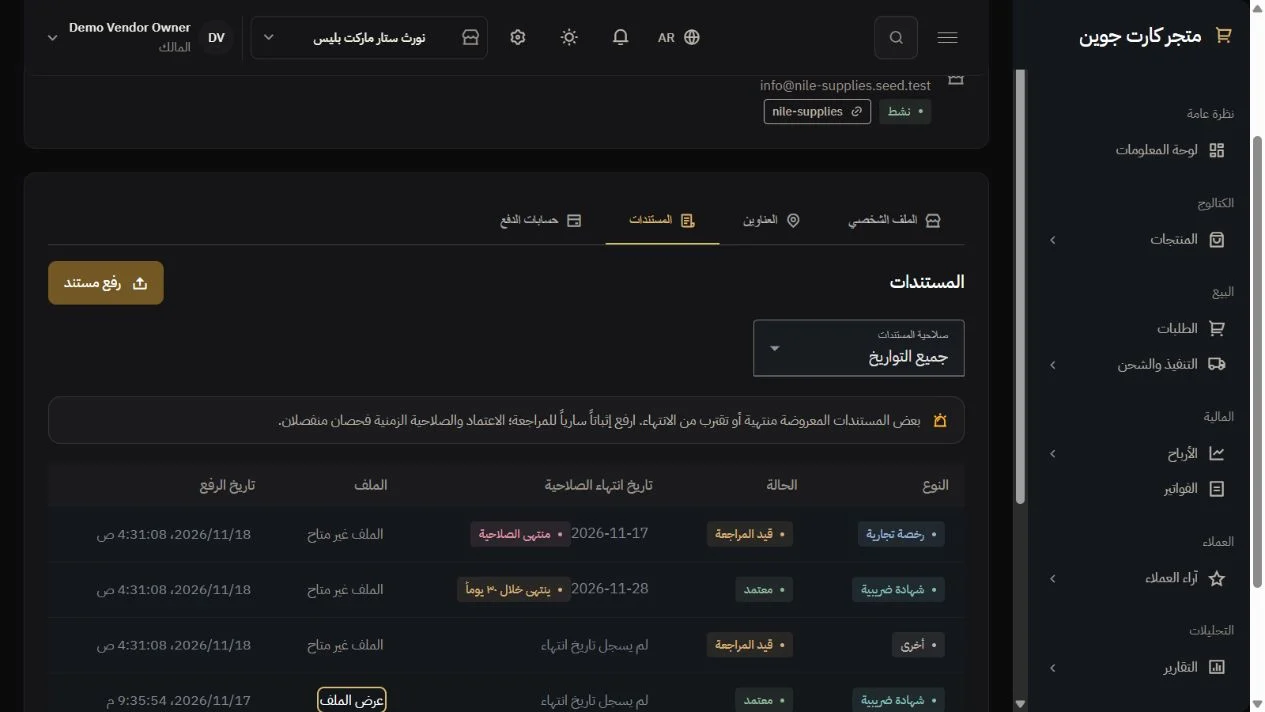 متجر كارت جوين
نظرة عامة
لوحة المعلومات
الكتالوج
المنتجات
البيع
الطلبات
التنفيذ والشحن
المالية
الأرباح
الفواتير
العملاء
آراء العملاء
التحليلات
التقارير
AR
نورث ستار ماركت بليس
DV
Demo Vendor Owner
المالك
info@nile-supplies.seed.test
نشط
nile-supplies
الملف الشخصي
العناوين
المستندات
حسابات الدفع
المستندات
رفع مستند
صلاحية المستندات
جميع التواريخ
بعض المستندات المعروضة منتهية أو تقترب من الانتهاء. ارفع إثباتاً سارياً للمراجعة؛ الاعتماد والصلاحية الزمنية فحصان منفصلان.
النوع الحالة تاريخ انتهاء الصلاحية الملف تاريخ الرفع
رخصة تجارية قيد المراجعة 2026-11-17 منتهي الصلاحية الملف غير متاح 2026/11/18، 4:31:08 ص
شهادة ضريبية معتمد 2026-11-28 ينتهي خلال ٣٠ يوماً الملف غير متاح 2026/11/18، 4:31:08 ص
أخرى قيد المراجعة لم يسجل تاريخ انتهاء الملف غير متاح 2026/11/18، 4:31:08 ص
شهادة ضريبية معتمد لم يسجل تاريخ انتهاء عرض الملف 2026/11/17، 9:35:54 م